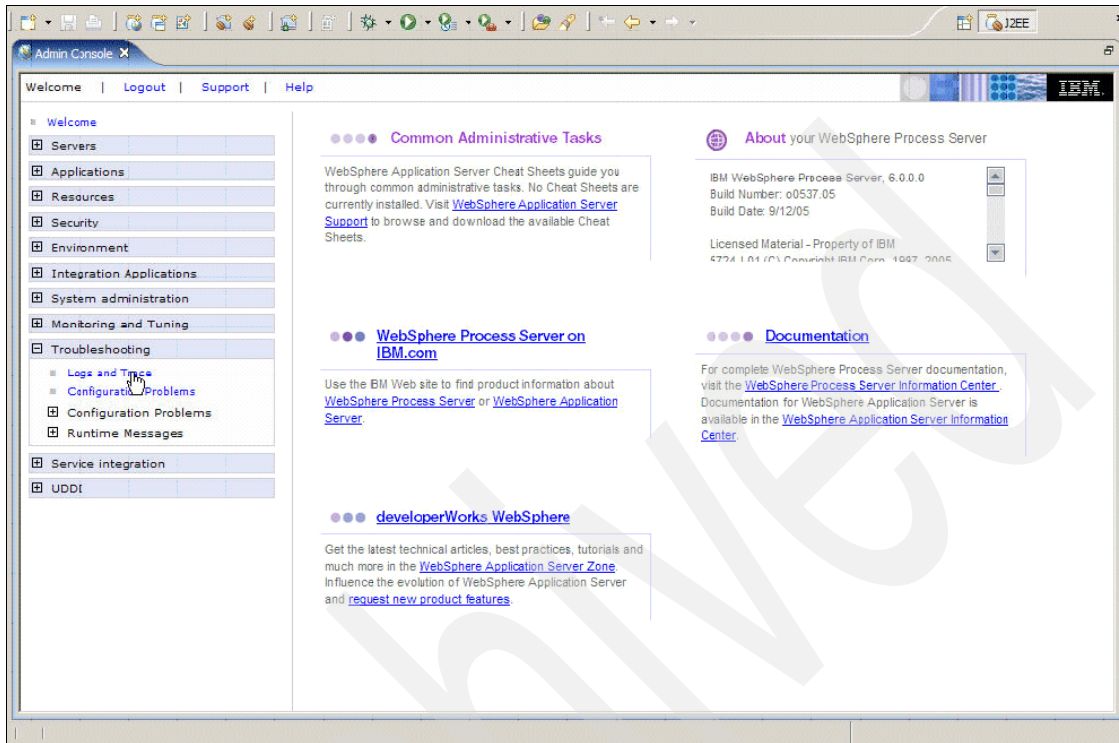 J2EE
Admin Console
Welcome | Logout | Support | Help
IBM.
Welcome
Servers
Applications
Resources
Security
Environment
Integration Applications
System administration
Monitoring and Tuning
Troubleshooting
Logs and Trace
Configuration Problems
Configuration Problems
Runtime Messages
Service integration
UDDI
Common Administrative Tasks
WebSphere Application Server Cheat Sheets guide you
through common administrative tasks. No Cheat Sheets are
currently installed. Visit WebSphere Application Server
Support to browse and download the available Cheat
Sheets.
About your WebSphere Process Server
IBM WebSphere Process Server, 6.0.0.0
Build Number: o0537.05
Build Date: 9/12/05
Licensed Material - Property of IBM
5724-L01 (C) Copyright IBM Corp. 1997, 2005
WebSphere Process Server on
IBM.com
Use the IBM Web site to find product information about
WebSphere Process Server or WebSphere Application
Server.
Documentation
For complete WebSphere Process Server documentation,
visit the WebSphere Process Server Information Center .
Documentation for WebSphere Application Server is
available in the WebSphere Application Server Information
Center.
developerWorks WebSphere
Get the latest technical articles, best practices, tutorials and
much more in the WebSphere Application Server Zone.
Influence the evolution of WebSphere Application Server
and request new product features.
hived